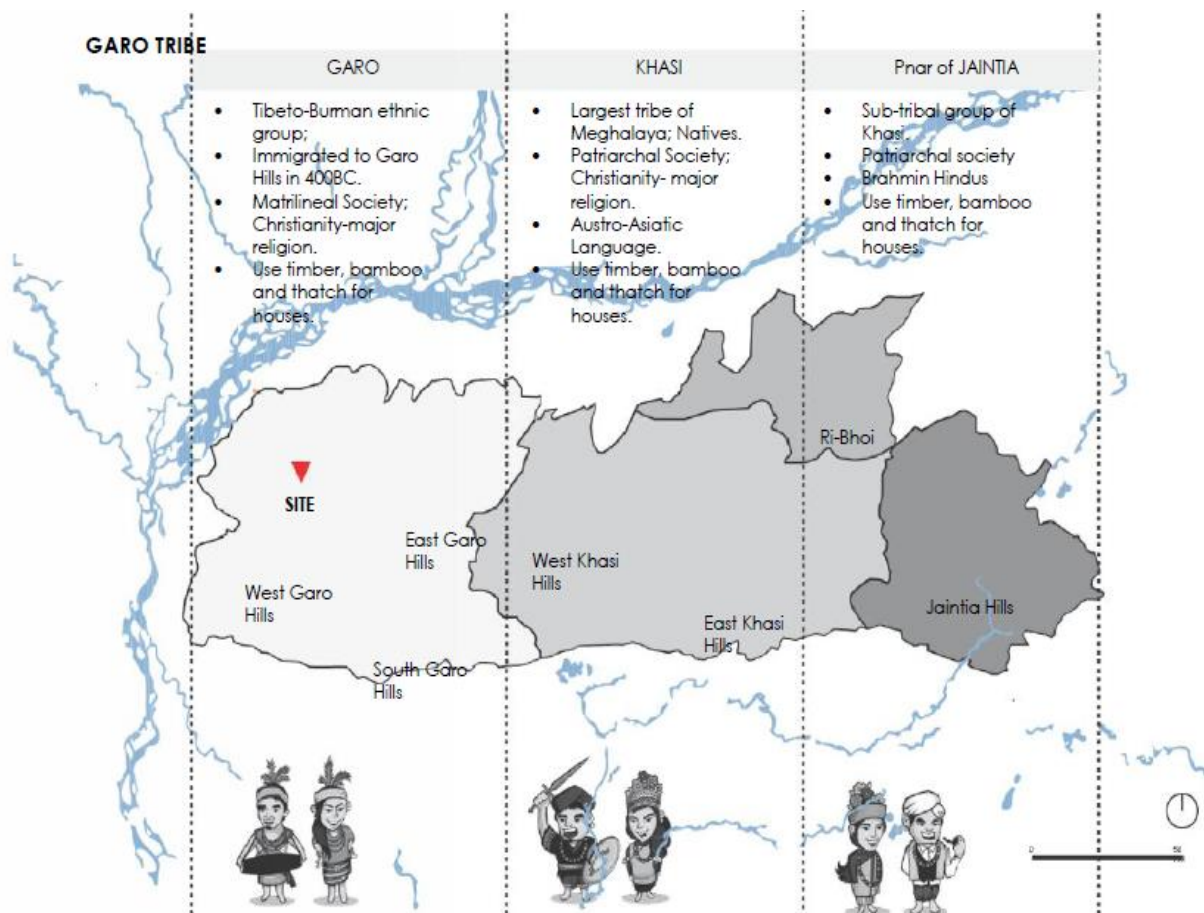 GARO TRIBE
GARO
• Tibeto-Burman ethnic
group;
• Immigrated to Garo
Hills in 400BC.
• Matrilineal Society;
Christianity-major
religion.
• Use timber, bamboo
and thatch for
houses.
KHASI
• Largest tribe of
Meghalaya; Natives.
• Patriarchal Society;
Christianity- major
religion.
• Austro-Asiatic
Language.
• Use timber, bamboo
and thatch for
houses.
Pnar of JAINTIA
• Sub-tribal group of
Khasi.
• Patriarchal society
• Brahmin Hindus
• Use timber, bamboo
and thatch for
houses.
Ri-Bhoi
SITE
East Garo
Hills
West Khasi
Hills
West Garo
Hills
East Khasi
Hills
Jaintia Hills
South Garo
Hills
0